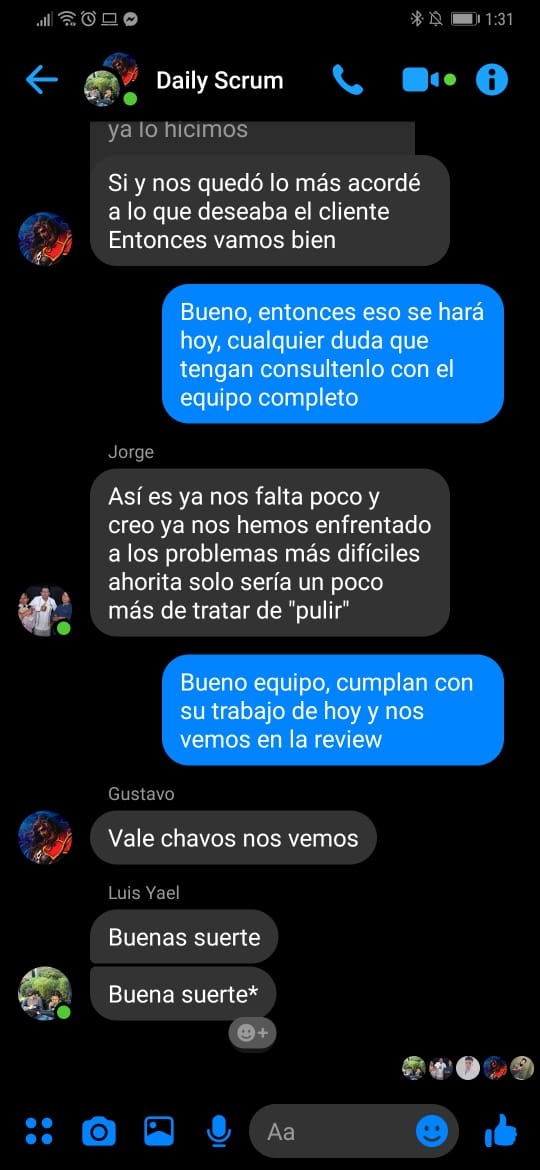 1:31
Daily Scrum
ya lo hicimos
Si y nos quedó lo más acordé
a lo que deseaba el cliente
Entonces vamos bien
Bueno, entonces eso se hará
hoy, cualquier duda que
tengan consultenlo con el
equipo completo
Jorge
Así es ya nos falta poco y
creo ya nos hemos enfrentado
a los problemas más difíciles
ahorita solo sería un poco
más de tratar de "pulir"
Bueno equipo, cumplan con
su trabajo de hoy y nos
vemos en la review
Gustavo
Vale chavos nos vemos
Luis Yael
Buenas suerte
Buena suerte*
Aa